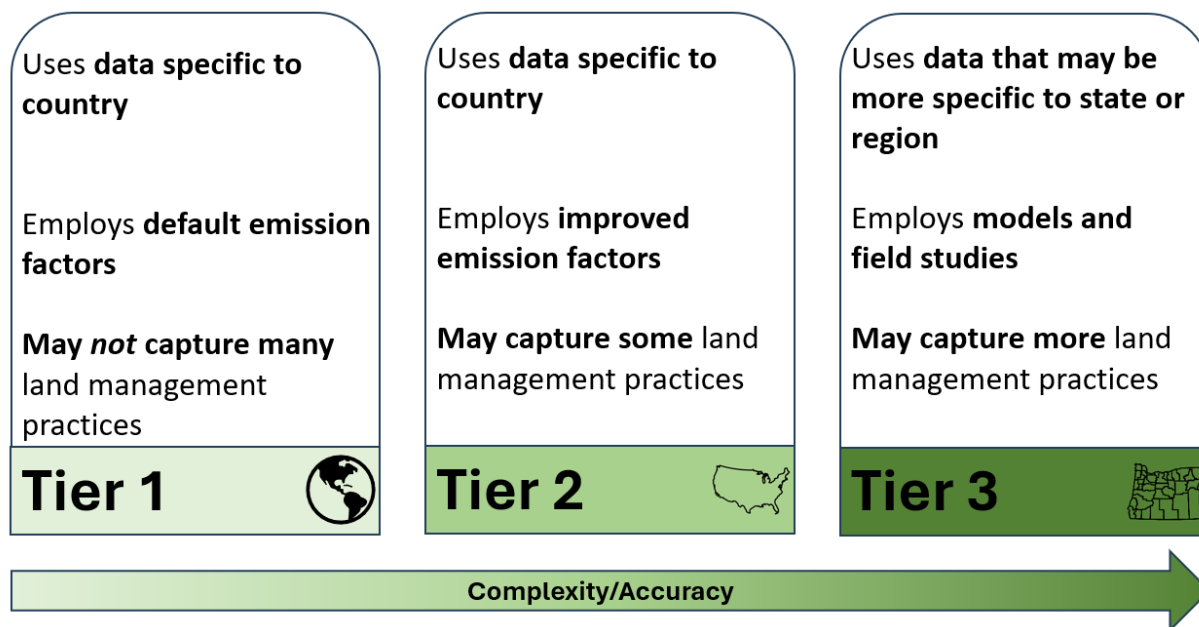 Uses data specific to
country
Employs default emission
factors
May not capture many
land management
practices
Tier 1
Uses data specific to
country
Employs improved
emission factors
May capture some land
management practices
Tier 2
Uses data that may be
more specific to state or
region
Employs models and
field studies
May capture more land
management practices
Tier 3
Complexity/Accuracy